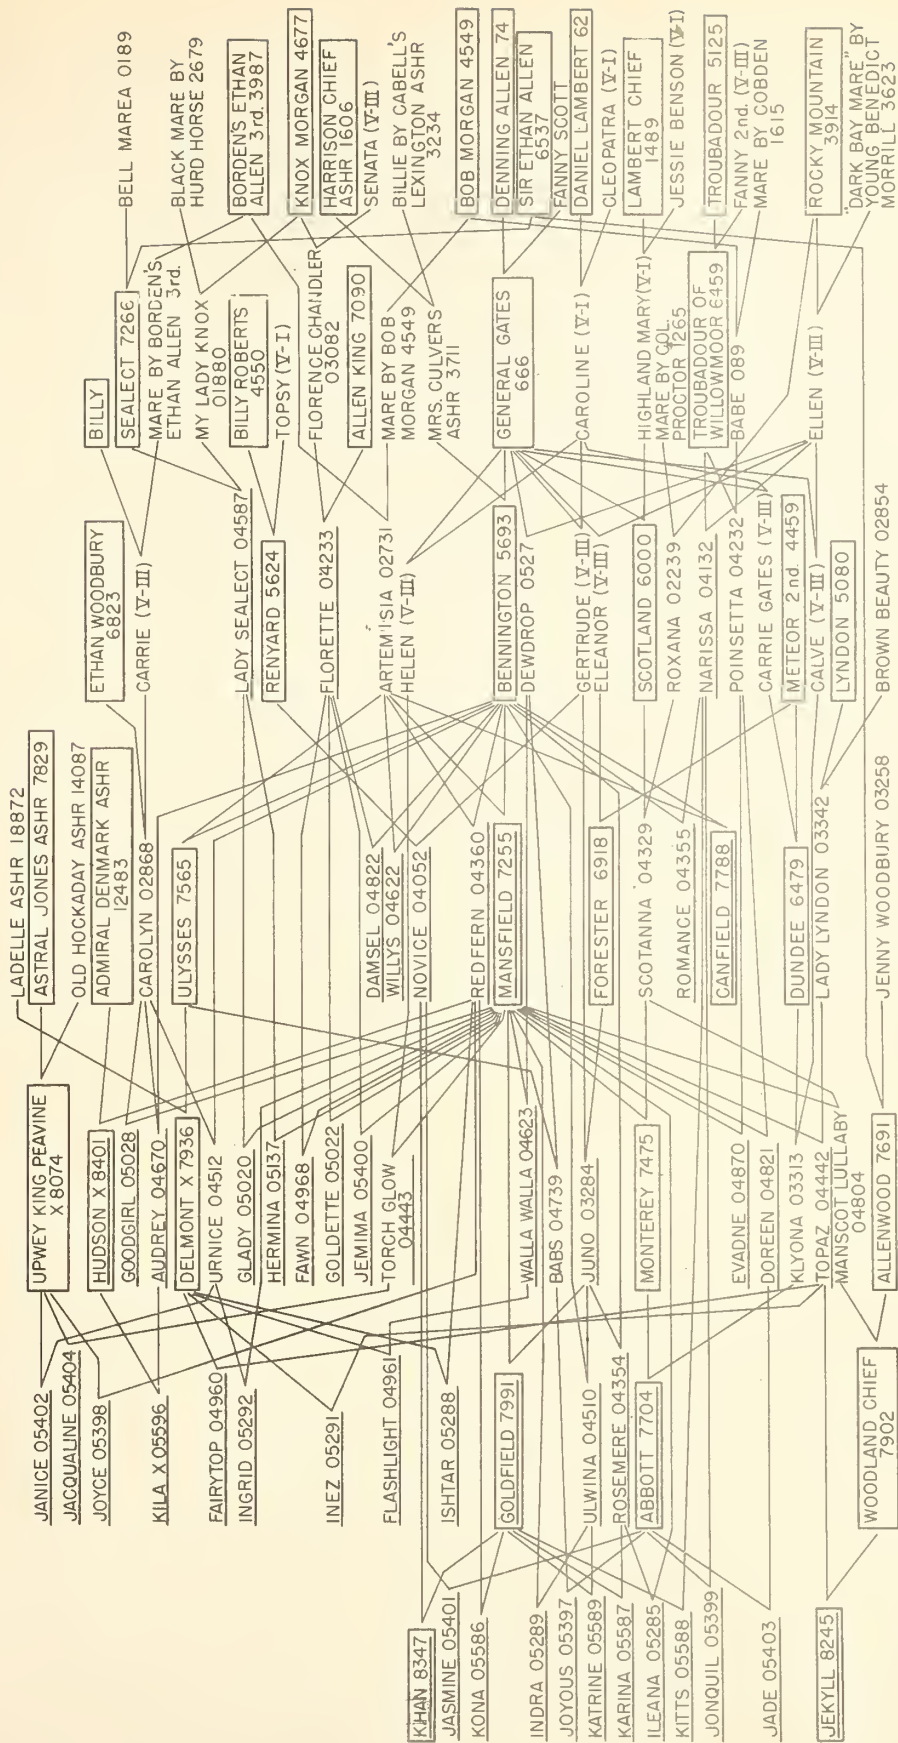 KHAN 8347
JASMINE 05401
KONA 05586
INDRA 05289
JOYOUS 05397
KATRINE 05589
KARINA 05587
ILEANA 05285
KITTS 05588
JONQUIL 05399
JADE 05403
JEKYLL 8245
JANICE 05402
JACQUALINE 05404
JOYCE 05398
KILA X 05596
FAIRYTOP 04960
INGRID 05292
INEZ 05291
FLASHLIGHT 04961
ISHTAR 05288
GOLDFIELD 7991
ULWINA 04510
ROSEMERE 04354
ABBOTT 7704
WOODLAND CHIEF
7902
UPWEY KING PEAVINE
X 8074
HUDSON X 8401
GOODGIRL 05028
AUDREY 04670
DELMONT X 7936
URNICE 04512
GLADY 05020
HERMINA 05137
FAWN 04968
GOLDETTE 05022
JEMIMA 05400
TORCH GLOW
04443
WALLA WALLA 04623
BABS 04739
JUNO 03284
MONTEREY 7475
EVADNE 04870
DOREEN 04821
KLYONA 03313
TOPAZ 04442
MANSCOT LULLABY
04804
ALLENWOOD 7691
LADELLE ASHR 18872
ASTRAL JONES ASHR 7829
OLD HOCKADAY ASHR 14087
ADMIRAL DENMARK ASHR
12483
CAROLYN 02868
ULYSSES 7565
DAMSEL 04822
WILLYS 04622
NOVICE 04052
REDFERN 04360
MANSFIELD 7255
FORESTER 6918
SCOTANNA 04329
ROMANCE 04355
CANFIELD 7788
DUNDEE 6479
LADY LYNDON 03342
JENNY WOODBURY 03258
ETHAN WOODBURY
6823
CARRIE (V-III)
LADY SEALECT 04587
RENYARD 5624
FLORETTE 04233
ARTEMISIA 02731
HELEN (V-III)
BENNINGTON 5693
DEWDROP 0527
GERTRUDE (V-III)
ELEANOR (V-III)
SCOTLAND 6000
ROXANA 02239
NARISSA 04132
POINSETTA 04232
CARRIE GATES (V-III)
METEOR 2nd. 4459
CALVE (V-III)
LYNDON 5080
BROWN BEAUTY 02854
BILLY
SEALECT 7266
MARE BY BORDEN'S
ETHAN ALLEN 3rd.
MY LADY KNOX
01880
BILLY ROBERTS
4550
TOPSY (V-I)
FLORENCE CHANDLER
03082
ALLEN KING 7090
MARE BY BOB
MORGAN 4549
MRS. CULVERS
ASHR 3711
GENERAL GATES
666
CAROLINE (V-I)
HIGHLAND MARY(V-I)
MARE BY COL.
PROCTOR 1265
TROUBADOUR OF
WILLOWMOOR 6459
BABE 089
ELLEN (V-III)
BELL MAREA 0189
BLACK MARE BY
HURD HORSE 2679
BORDEN'S ETHAN
ALLEN 3rd. 3987
KNOX MORGAN 4677
HARRISON CHIEF
ASHR 1606
SENATA (V-III)
BILLIE BY CABELL'S
LEXINGTON ASHR
3234
BOB MORGAN 4549
DENNING ALLEN 74
SIR ETHAN ALLEN
6537
FANNY SCOTT
DANIEL LAMBERT 62
CLEOPATRA (V-I)
LAMBERT CHIEF
1489
JESSIE BENSON (V-I)
TROUBADOUR 5125
FANNY 2nd. (V-III)
MARE BY COBDEN
1615
ROCKY MOUNTAIN
3914
"DARK BAY MARE" BY
YOUNG BENEDICT
MORRILL 3623